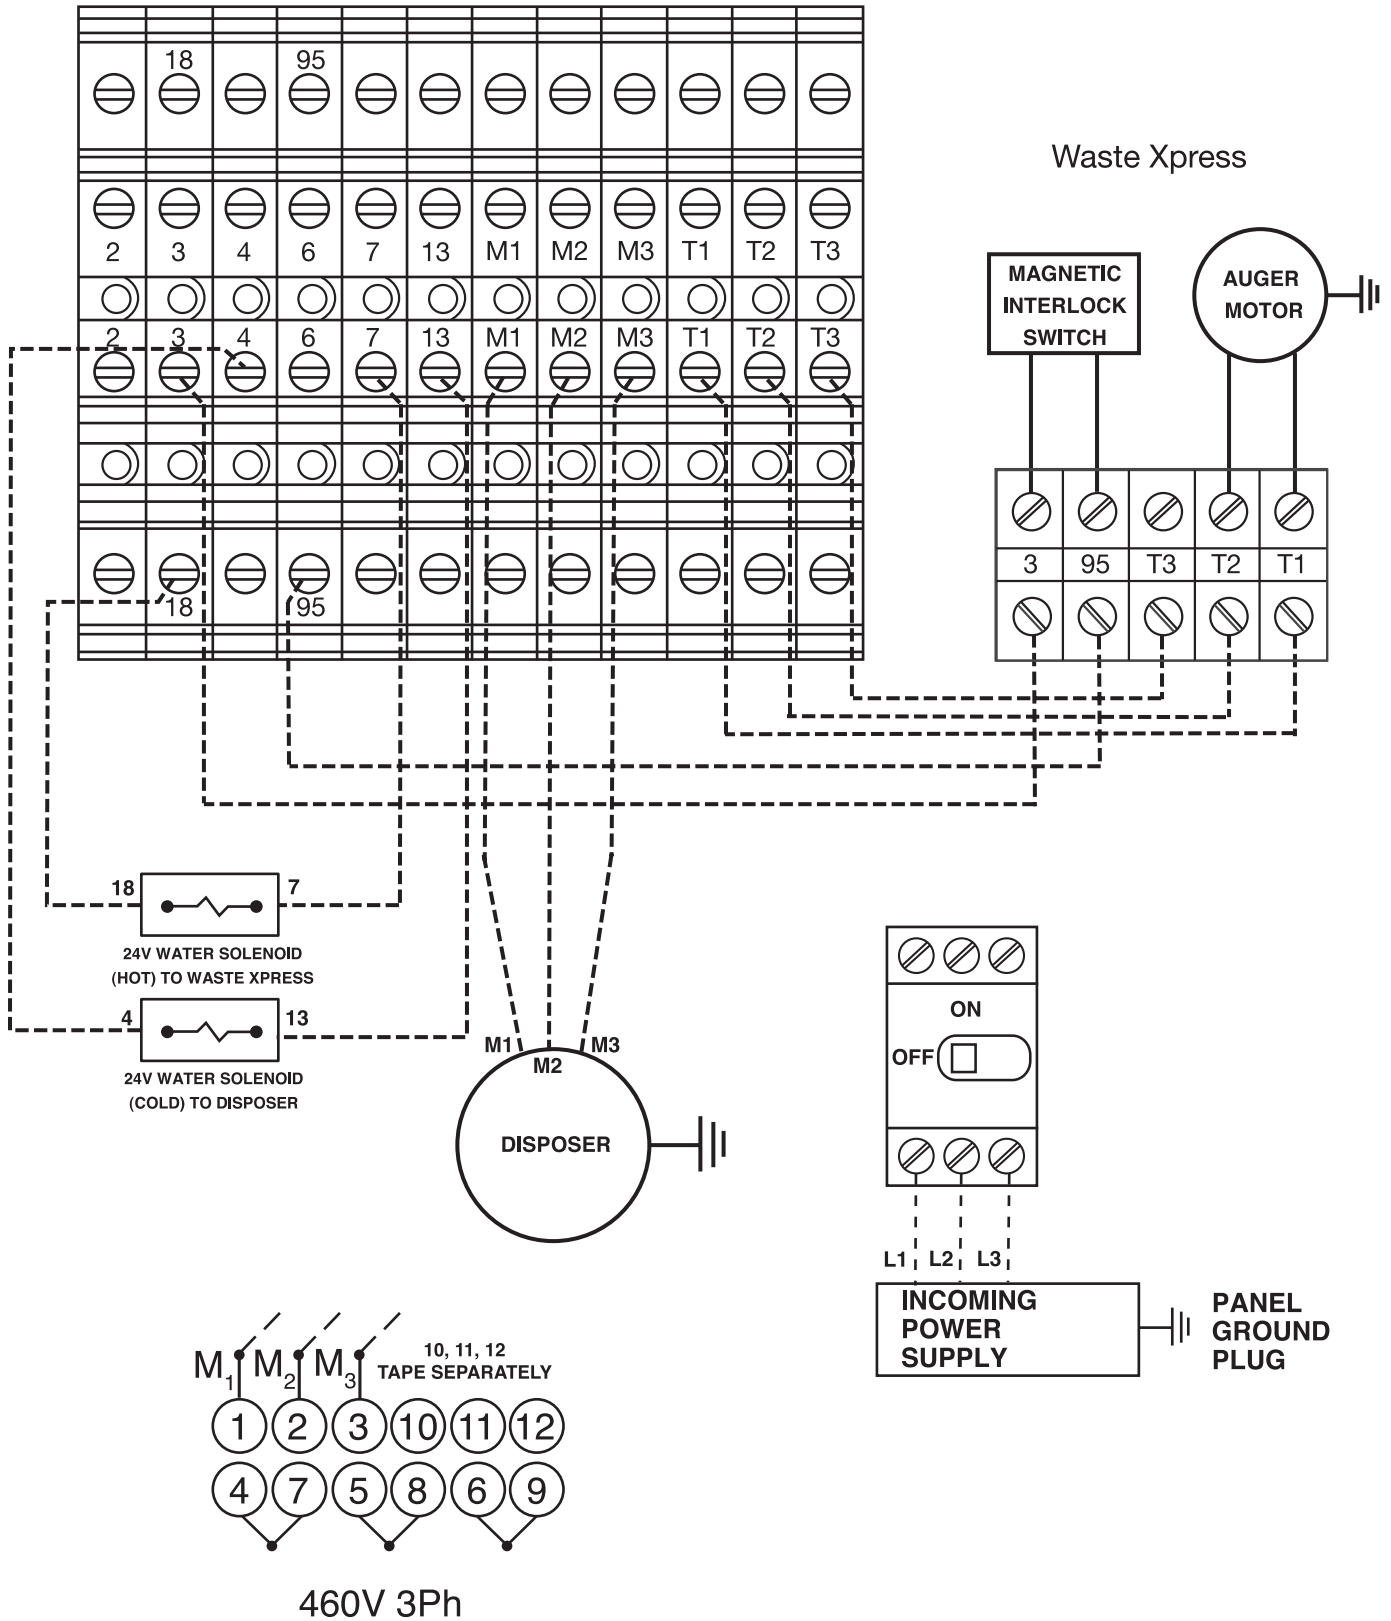 18 95
2 3 4 6 7 13 M1 M2 M3 T1 T2 T3
2 3 4 6 7 13 M1 M2 M3 T1 T2 T3
18 95
Waste Xpress
MAGNETIC
INTERLOCK
SWITCH
AUGER
MOTOR
3 95 T3 T2 T1
18 7
24V WATER SOLENOID
(HOT) TO WASTE XPRESS
4 13
24V WATER SOLENOID
(COLD) TO DISPOSER
M1 M2 M3
DISPOSER
ON
OFF
L1 L2 L3
INCOMING
POWER
SUPPLY
PANEL
GROUND
PLUG
M1 M2 M3
10, 11, 12
TAPE SEPARATELY
1 2 3 10 11 12
4 7 5 8 6 9
460V 3Ph